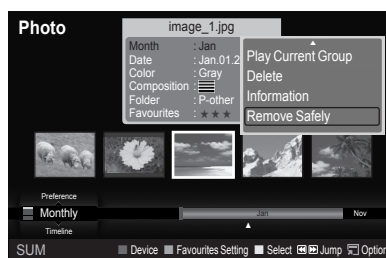 Photo
image_1.jpg
Month : Jan
Date : Jan.01.2
Color : Gray
Composition :
Folder : P-other
Favourites : ★ ★ ★
▲
Play Current Group
Delete
Information
Remove Safely
Preference
Monthly
Jan
Nov
Timeline
▲
SUM
Device
Favourites Setting
Select
Jump
Option